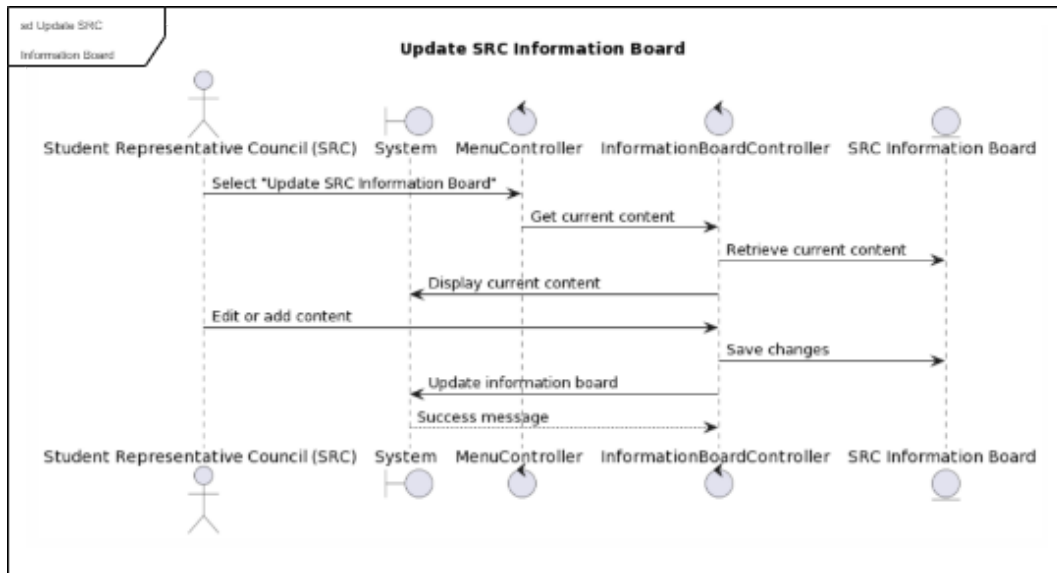 sd Update SRC
Information Board
Update SRC Information Board
Student Representative Council (SRC) System MenuController InformationBoardController SRC Information Board
Select "Update SRC Information Board"
Get current content
Retrieve current content
Display current content
Edit or add content
Save changes
Update information board
Success message
Student Representative Council (SRC) System MenuController InformationBoardController SRC Information Board